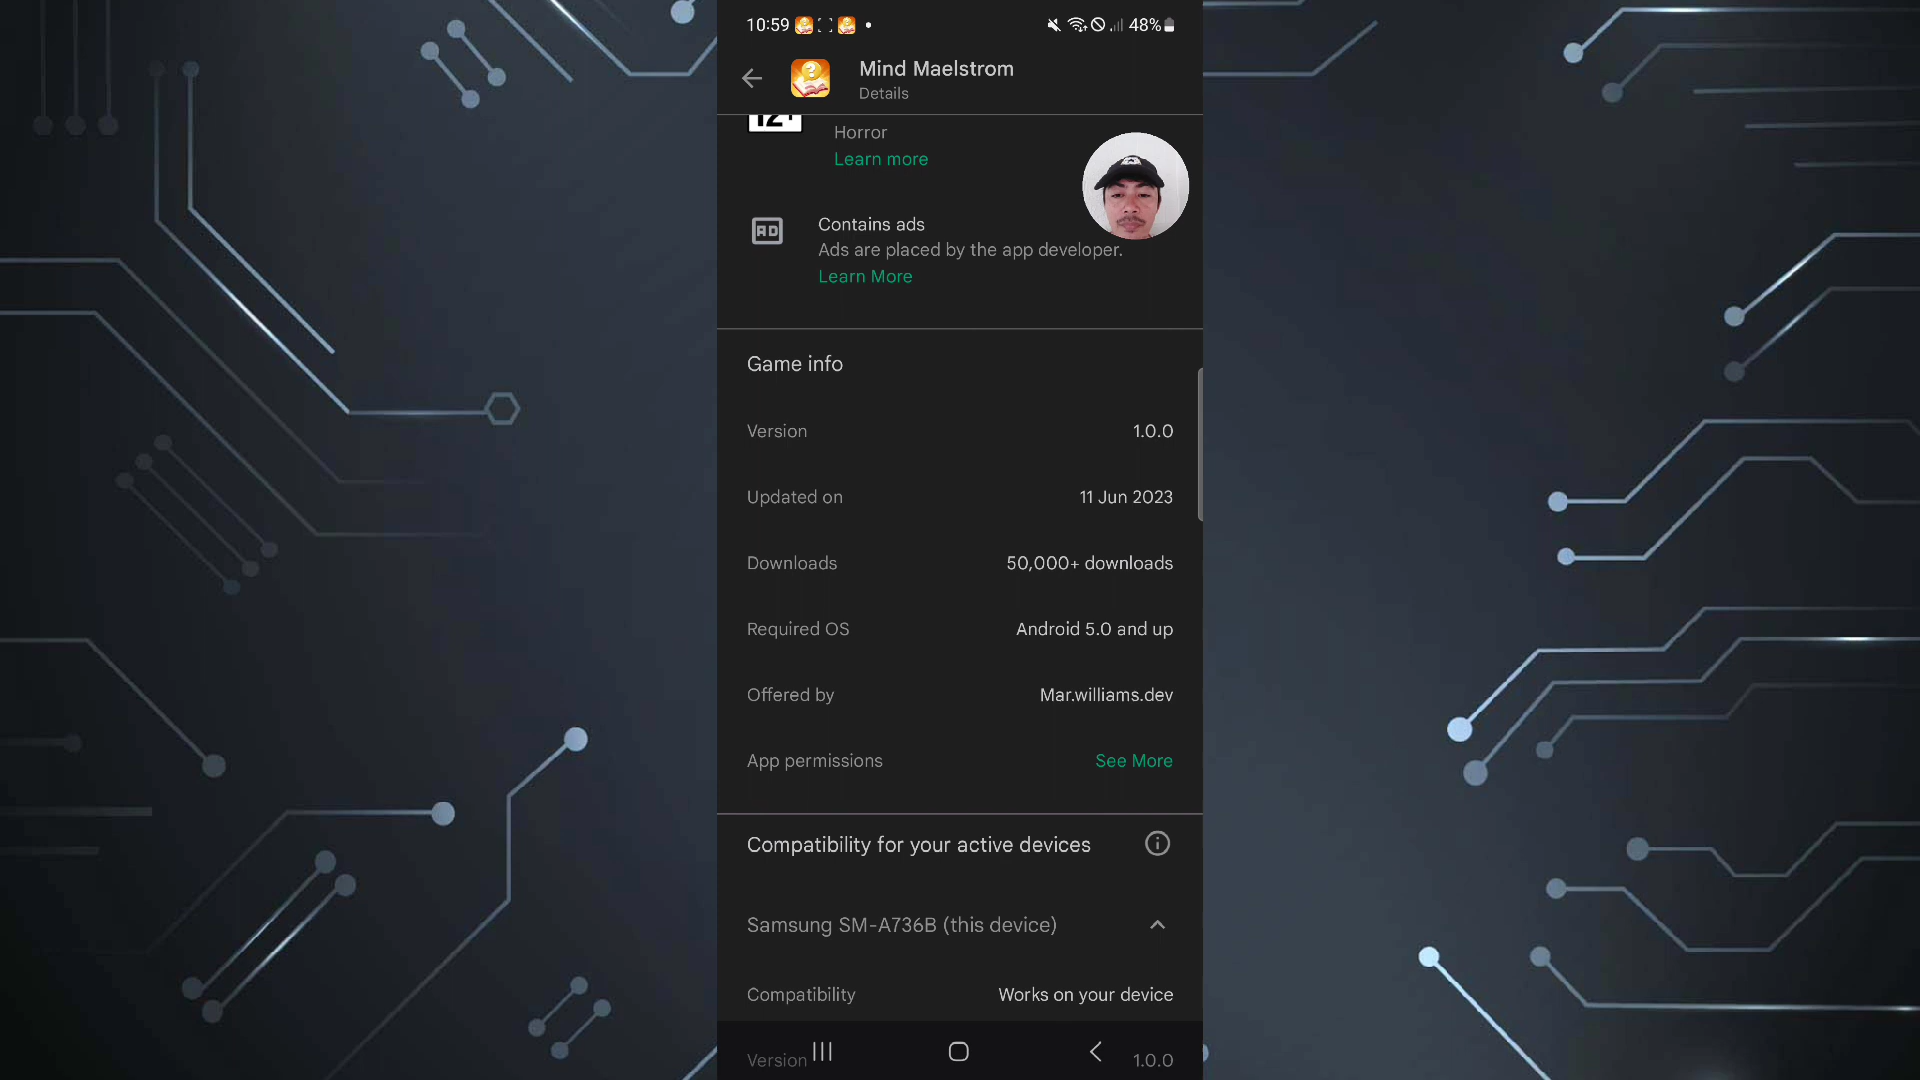 10:59
48%
Mind Maelstrom
Details
12+
Horror
Learn more
AD
Contains ads
Ads are placed by the app developer.
Learn More
Game info
Version 1.0.0
Updated on 11 Jun 2023
Downloads 50,000+ downloads
Required OS Android 5.0 and up
Offered by Mar.williams.dev
App permissions See More
Compatibility for your active devices
Samsung SM-A736B (this device)
Compatibility Works on your device
Version 1.0.0